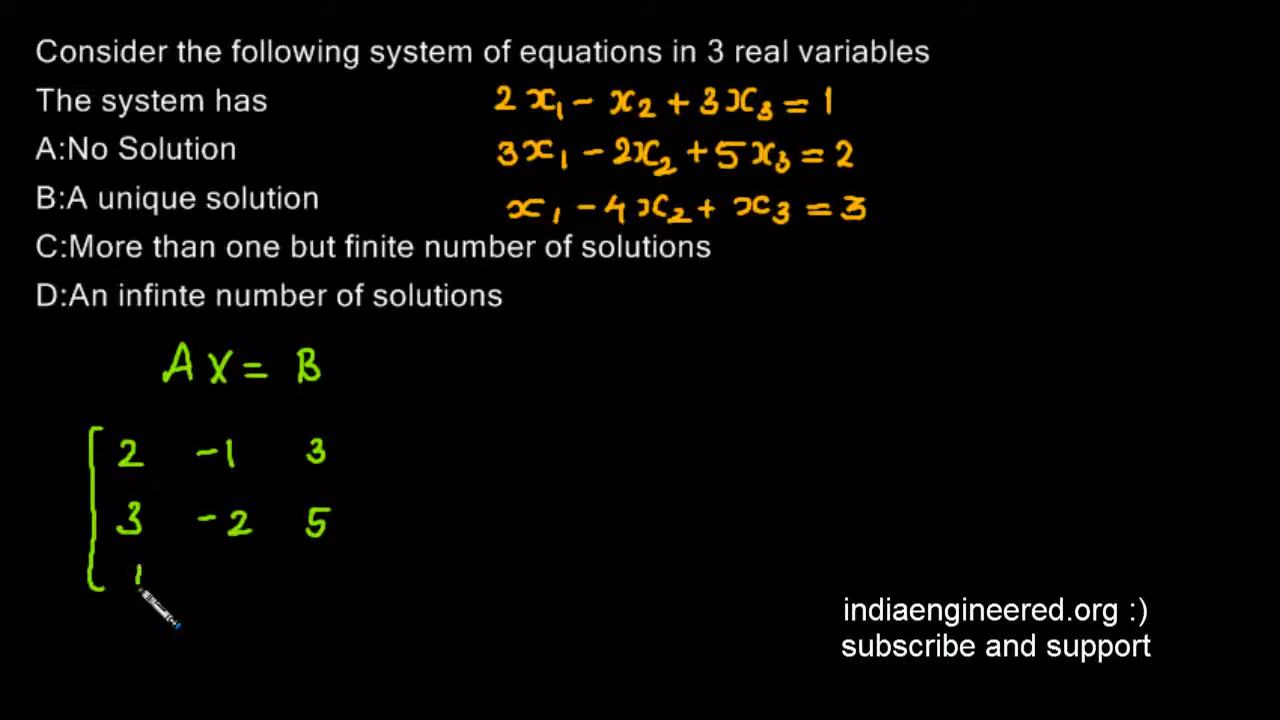 Consider the following system of equations in 3 real variables
The system has
2x₁ - x₂ + 3x₃ = 1
A:No Solution
3x₁ - 2x₂ + 5x₃ = 2
B:A unique solution
x₁ - 4x₂ + x₃ = 3
C:More than one but finite number of solutions
D:An infinte number of solutions
A X = B
2 -1 3
3 -2 5
1
indiaengineered.org :)
subscribe and support